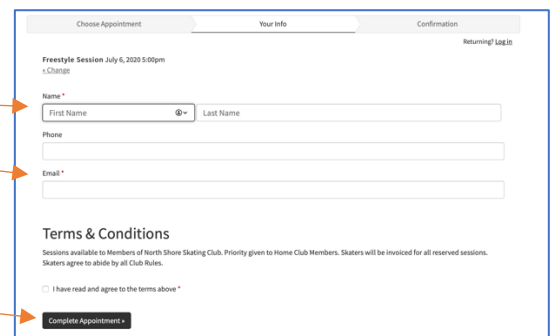 Choose Appointment Your Info Confirmation
Returning? Log in
Freestyle Session July 6, 2020 5:00pm
« Change
Name *
First Name Last Name
Phone
Email *
Terms & Conditions
Sessions available to Members of North Shore Skating Club. Priority given to Home Club Members. Skaters will be invoiced for all reserved sessions.
Skaters agree to abide by all Club Rules.
I have read and agree to the terms above *
Complete Appointment »